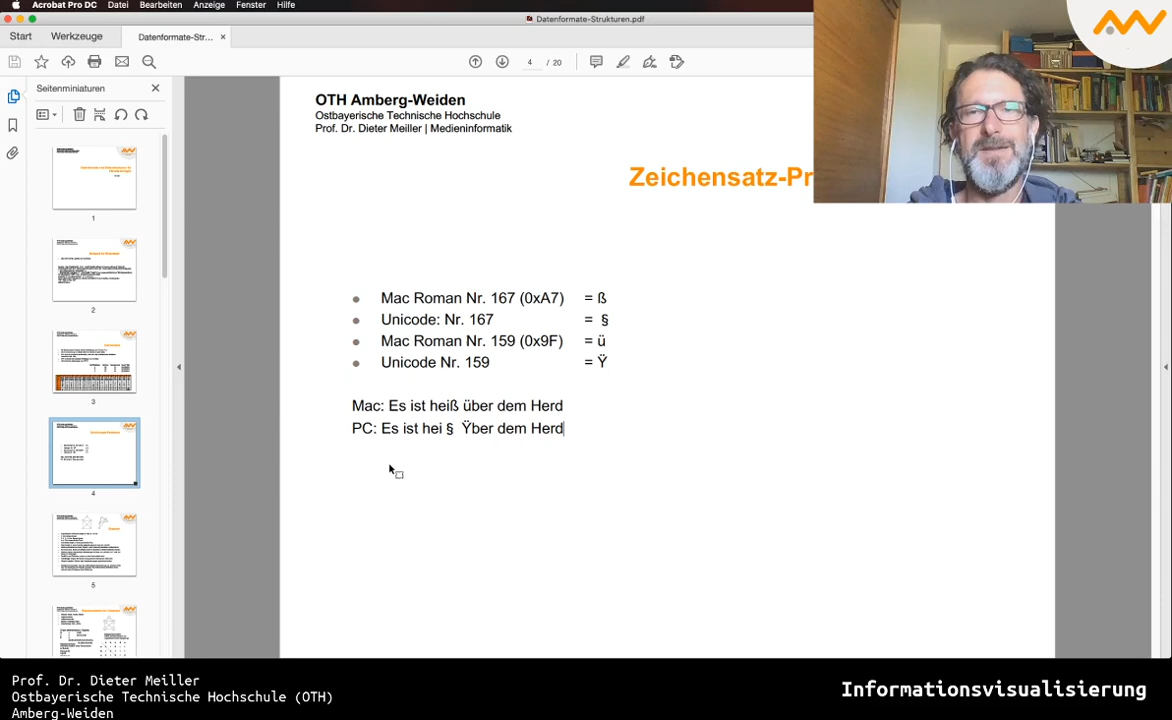 Acrobat Pro DC Datei Bearbeiten Anzeige Fenster Hilfe
Datenformate-Strukturen.pdf
Start Werkzeuge Datenformate-Str... ×
4 / 20
Seitenminiaturen
1
2
3
4
5
OTH Amberg-Weiden
Ostbayerische Technische Hochschule
Prof. Dr. Dieter Meiller | Medieninformatik
Zeichensatz-Pr
• Mac Roman Nr. 167 (0xA7) = ß
• Unicode: Nr. 167 = §
• Mac Roman Nr. 159 (0x9F) = ü
• Unicode Nr. 159 = Ÿ
Mac: Es ist heiß über dem Herd
PC: Es ist hei § Ÿber dem Herd
Prof. Dr. Dieter Meiller
Ostbayerische Technische Hochschule (OTH)
Amberg-Weiden
Informationsvisualisierung